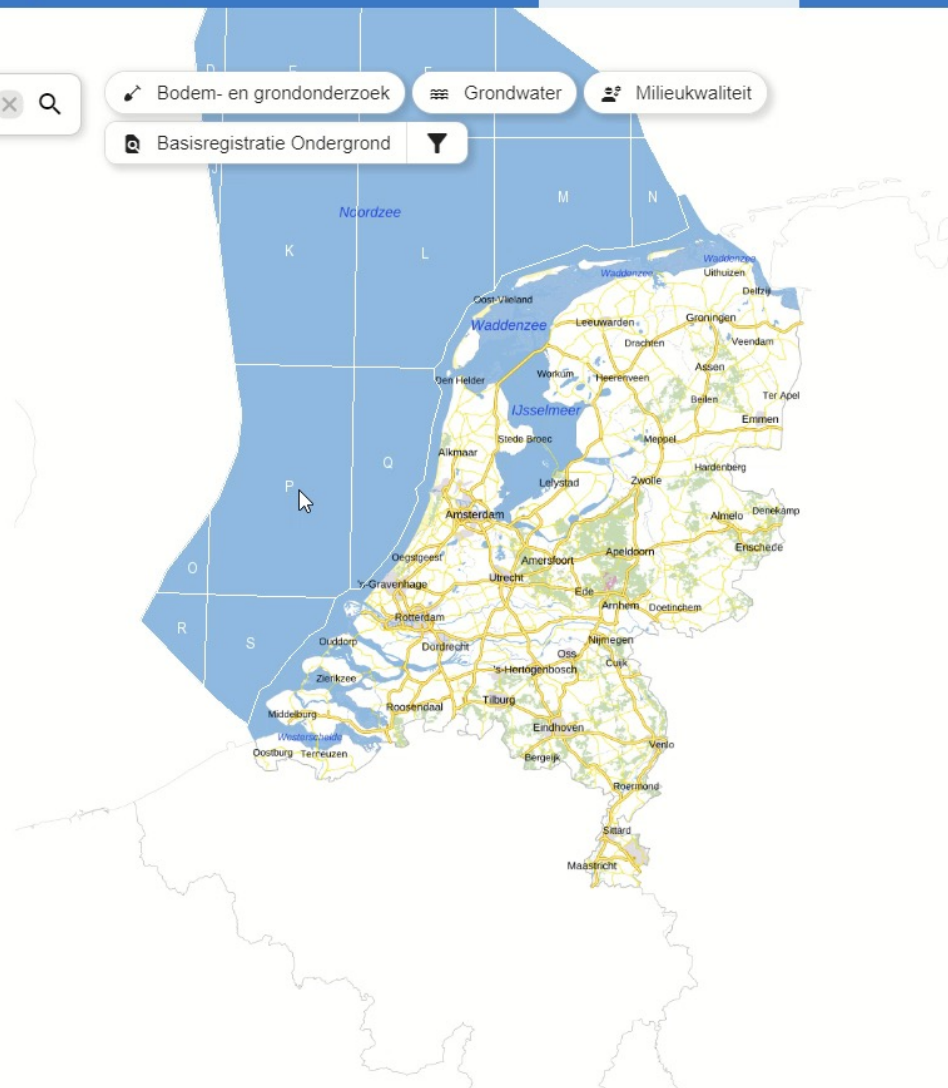 D E F
Bodem- en grondonderzoek Grondwater Milieukwaliteit
Basisregistratie Ondergrond
J
M N
Noordzee
K L
Waddenzee
Waddenzee Uithuizen
Delfzijl
Oost-Vlieland
Waddenzee Leeuwarden Groningen
Drachten Veendam
Assen
Den Helder Workum Heerenveen
Beilen Ter Apel
IJsselmeer Emmen
Stede Broec Meppel
Alkmaar
Q Hardenberg
P Lelystad Zwolle
Amsterdam Almelo Denekamp
Enschede
Oegstgeest Amersfoort Apeldoorn
O 's-Gravenhage Utrecht
Ede
Arnhem Doetinchem
Rotterdam
R
S Ouddorp Dordrecht Nijmegen
Oss
's-Hertogenbosch Cuijk
Zierikzee
Roosendaal Tilburg
Middelburg
Eindhoven
Westerschelde
Venlo
Oostburg Terneuzen Bergeijk
Roermond
Sittard
Maastricht